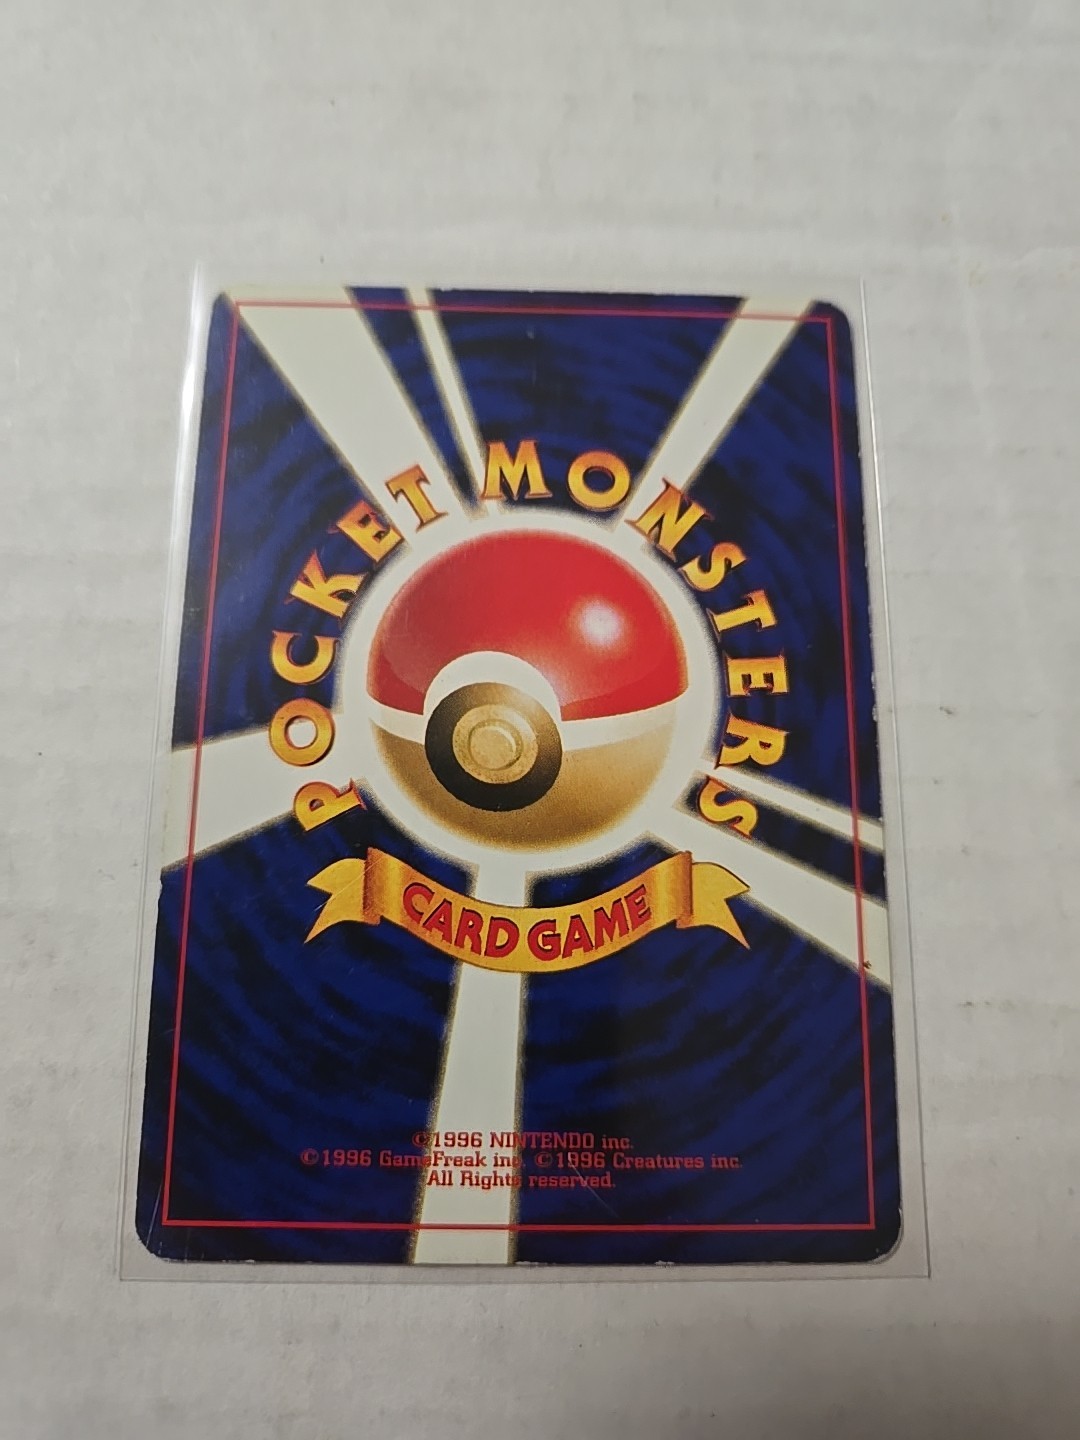 POCKET MONSTERS
CARD GAME
©1996 NINTENDO inc.
©1996 GameFreak inc. ©1996 Creatures inc.
All Rights reserved.